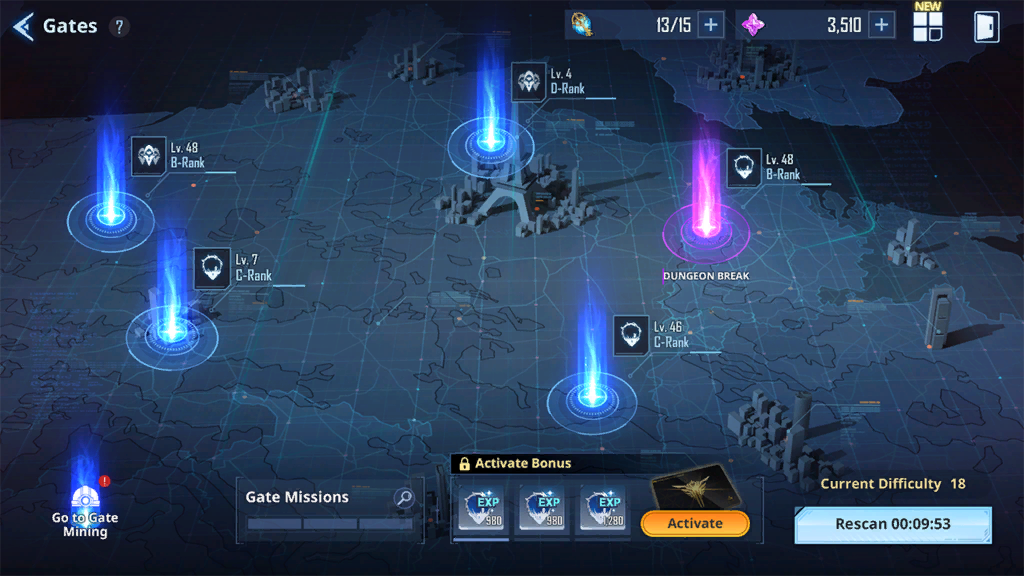 Gates ?
13/15 +
3,510 +
NEW
Lv. 4
D-Rank
Lv. 48
B-Rank
Lv. 48
B-Rank
DUNGEON BREAK
Lv. 7
C-Rank
Lv. 46
C-Rank
Go to Gate
Mining
Gate Missions
Activate Bonus
EXP
980
EXP
980
EXP
1280
Activate
Current Difficulty 18
Rescan 00:09:53